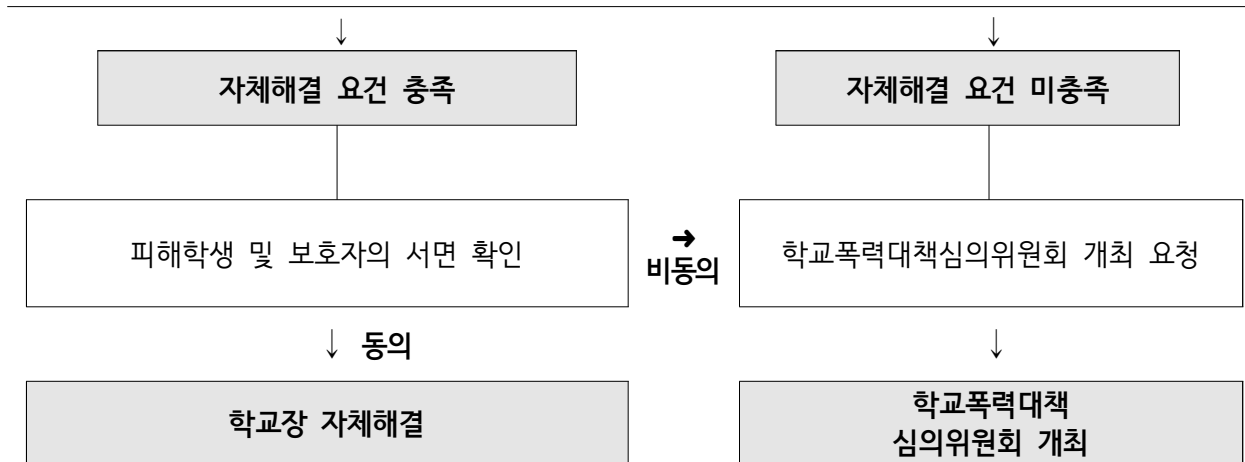 ↓ ↓
자체해결 요건 충족
자체해결 요건 미충족
피해학생 및 보호자의 서면 확인
➜
비동의
학교폭력대책심의위원회 개최 요청
↓ 동의
↓
학교장 자체해결
학교폭력대책
심의위원회 개최